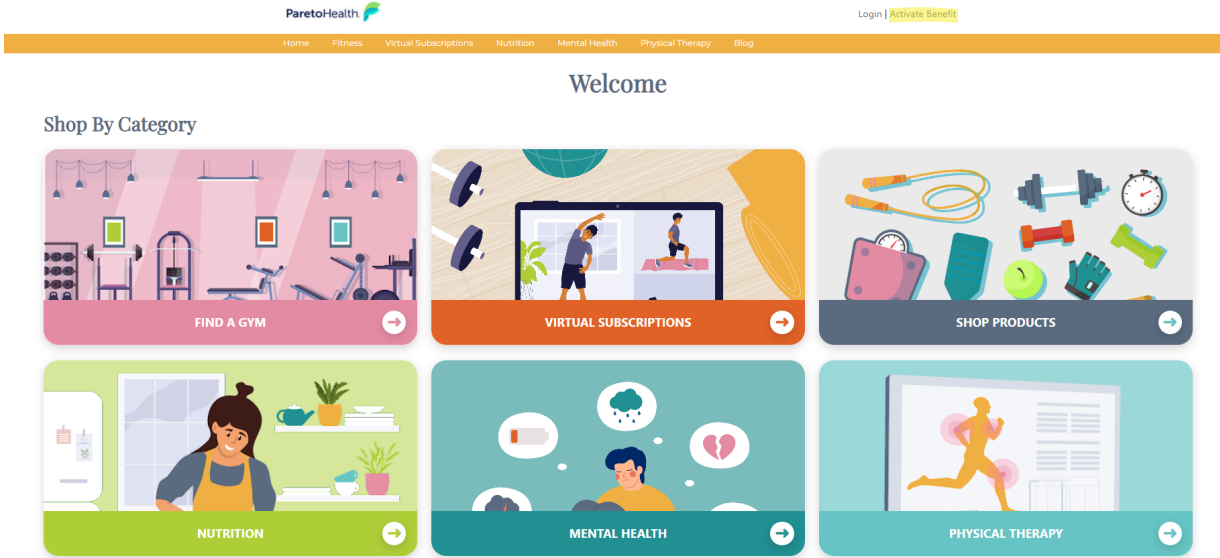 ParetoHealth.
Login | Activate Benefit
Home Fitness Virtual Subscriptions Nutrition Mental Health Physical Therapy Blog
Welcome
Shop By Category
FIND A GYM
VIRTUAL SUBSCRIPTIONS
SHOP PRODUCTS
NUTRITION
MENTAL HEALTH
PHYSICAL THERAPY